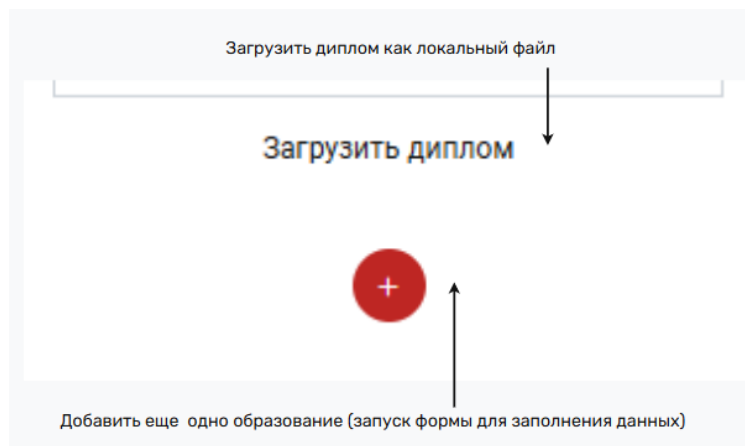 Загрузить диплом как локальный файл
Загрузить диплом
+
Добавить еще одно образование (запуск формы для заполнения данных)